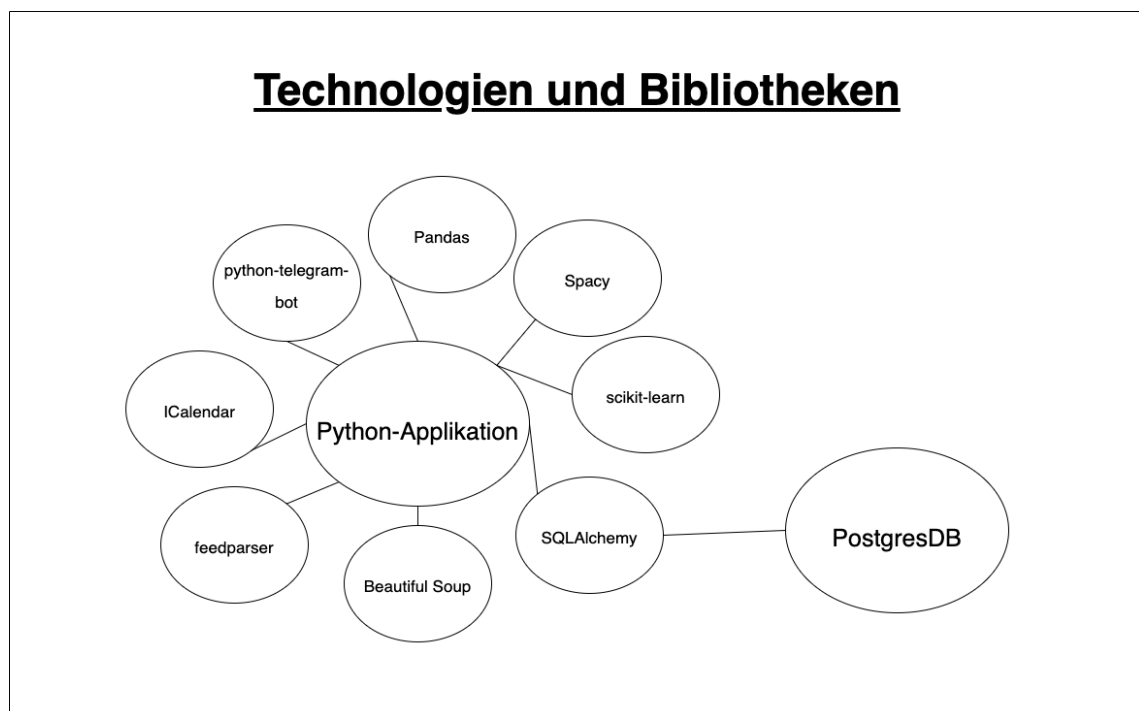 Technologien und Bibliotheken
Pandas
python-telegram-
bot
Spacy
scikit-learn
ICalendar
Python-Applikation
SQLAlchemy
PostgresDB
feedparser
Beautiful Soup